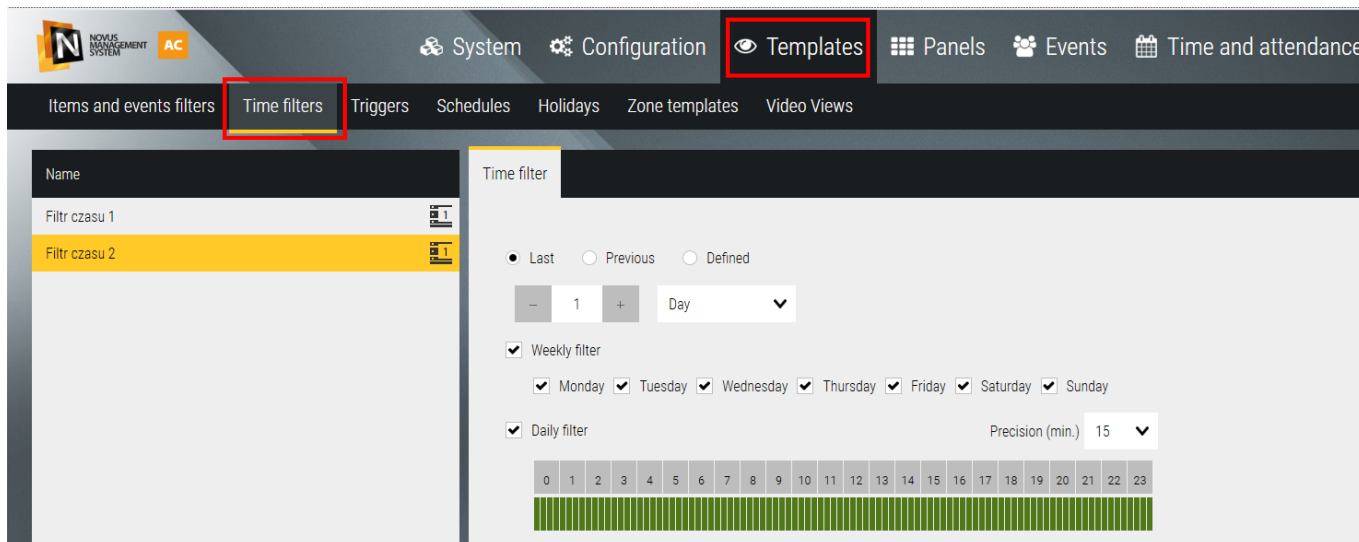 NOVUS
MANAGEMENT
SYSTEM
AC
System Configuration Templates Panels Events Time and attendance
Items and events filters Time filters Triggers Schedules Holidays Zone templates Video Views
Name
Time filter
Filtr czasu 1 1
Filtr czasu 2 1
Last Previous Defined
− 1 + Day
Weekly filter
Monday Tuesday Wednesday Thursday Friday Saturday Sunday
Daily filter Precision (min.) 15
0 1 2 3 4 5 6 7 8 9 10 11 12 13 14 15 16 17 18 19 20 21 22 23